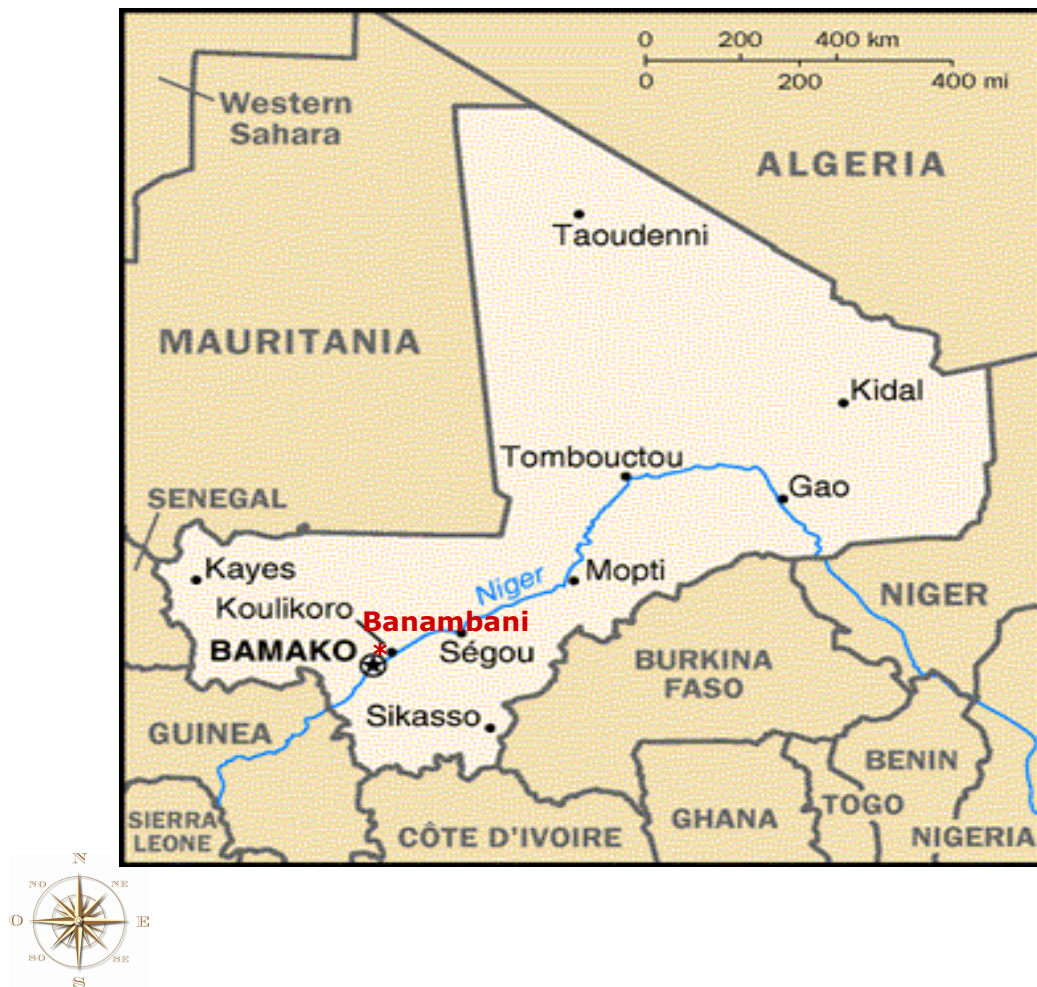 0 200 400 km
0 200 400 mi
Western
Sahara
ALGERIA
Taoudenni
MAURITANIA
Kidal
Tombouctou
Gao
SENEGAL
Kayes
Niger
Mopti
NIGER
Koulikoro
Banambani
*
BAMAKO
Ségou
BURKINA
FASO
Sikasso
GUINEA
BENIN
SIERRA
LEONE
CÔTE D'IVOIRE
GHANA
TOGO
NIGERIA
N
NO NE
O E
SO SE
S